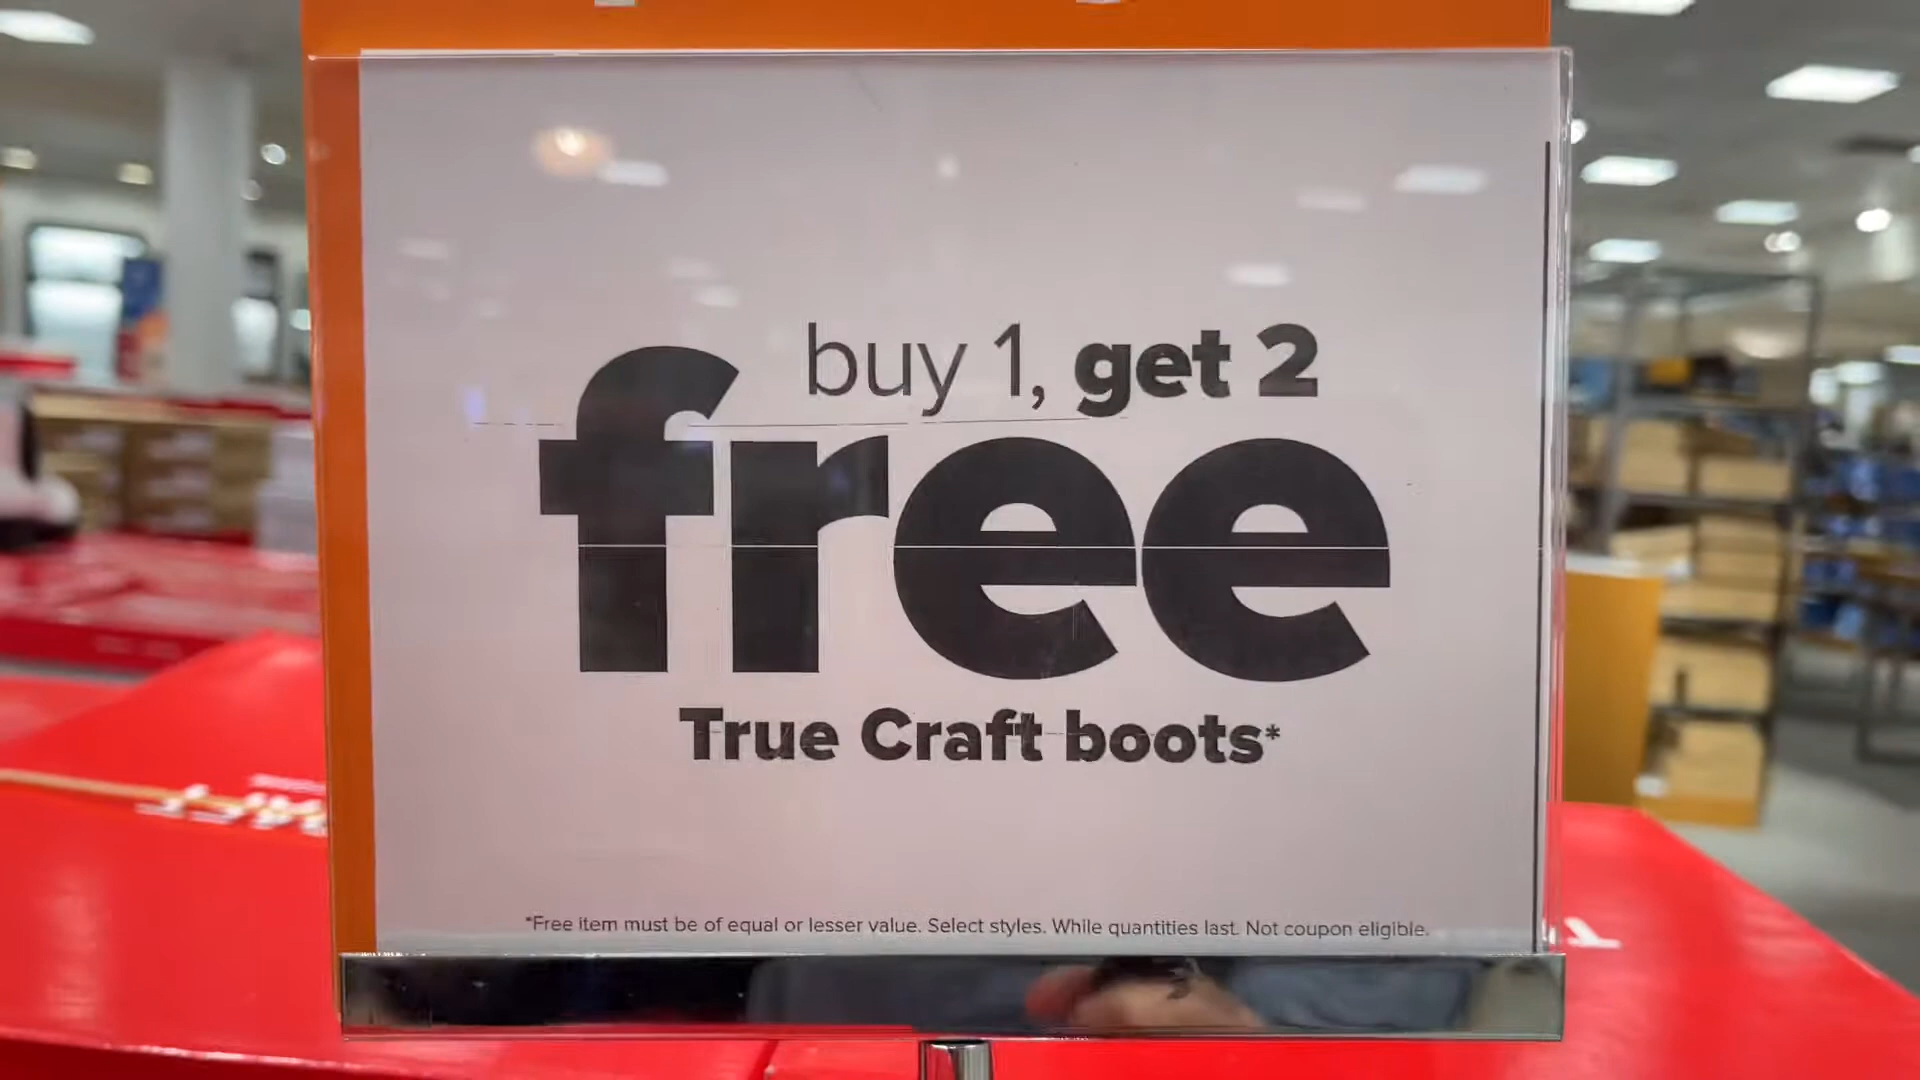 buy 1, get 2
free
True Craft boots*
*Free item must be of equal or lesser value. Select styles. While quantities last. Not coupon eligible.